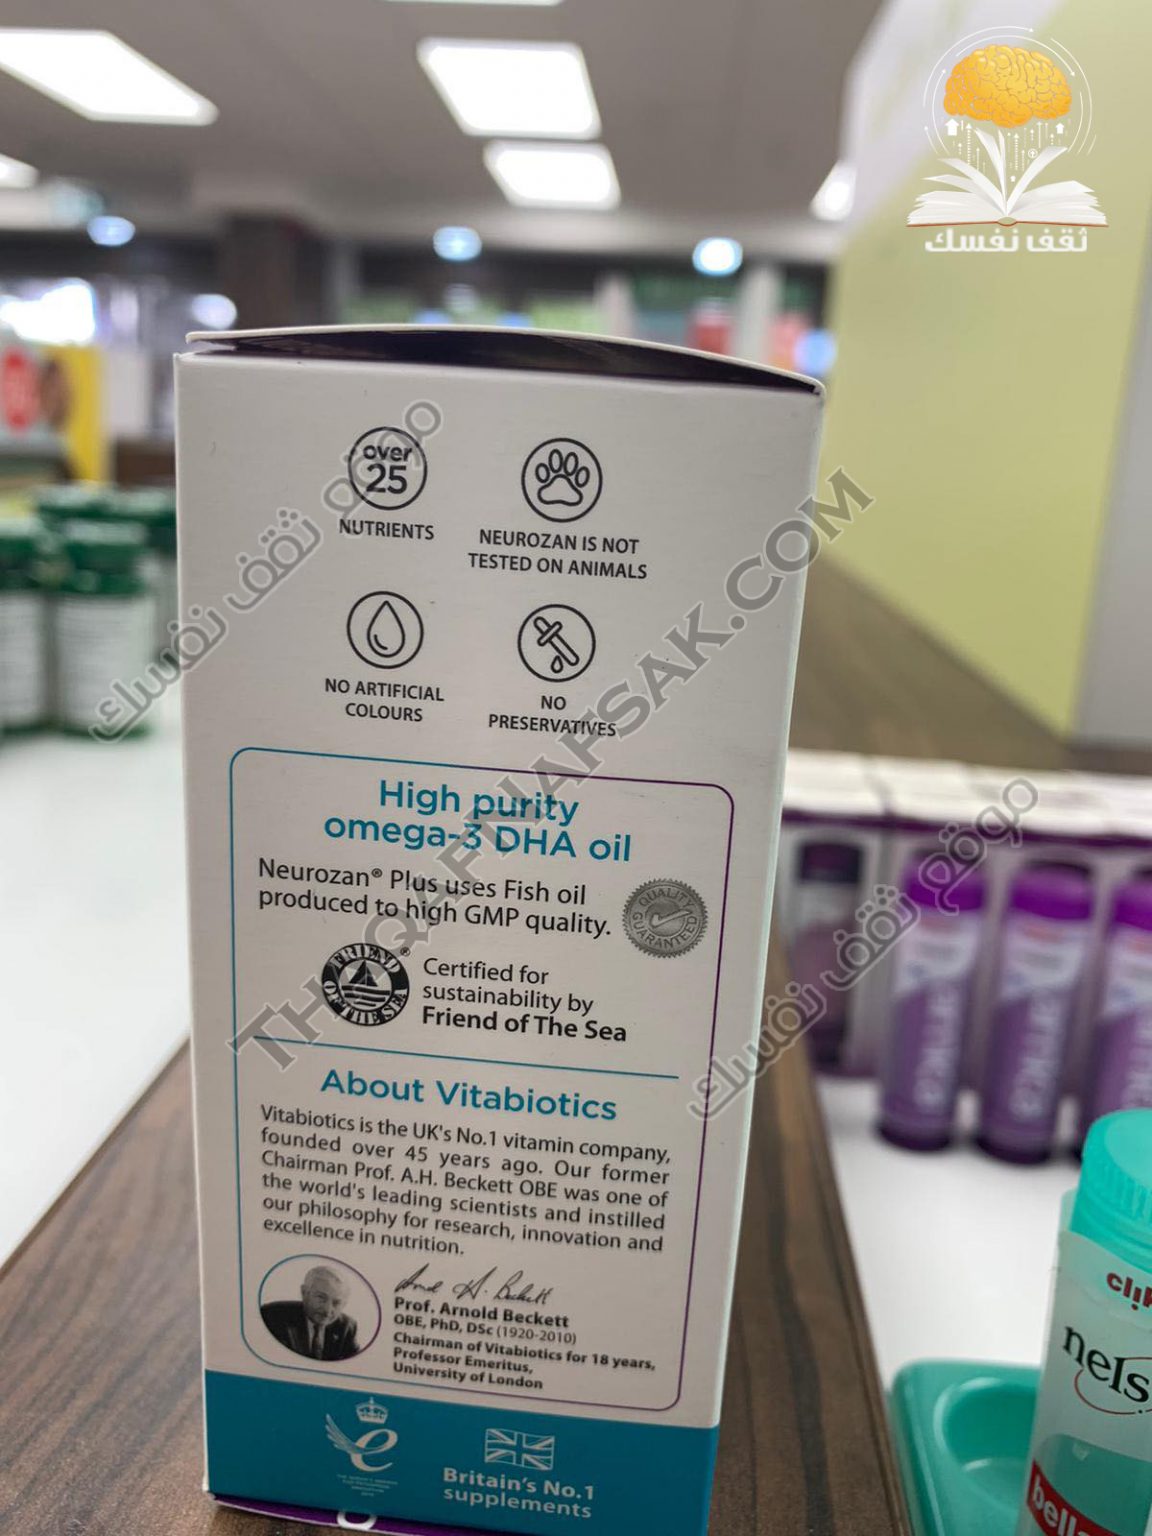 ثقف نفسك
over
25
NUTRIENTS
NEUROZAN IS NOT
TESTED ON ANIMALS
NO ARTIFICIAL
COLOURS
NO
PRESERVATIVES
High purity
omega-3 DHA oil
Neurozan® Plus uses Fish oil
produced to high GMP quality.
QUALITY
GUARANTEED
FRIEND
OF THE SEA
®
Certified for
sustainability by
Friend of The Sea
About Vitabiotics
Vitabiotics is the UK's No.1 vitamin company,
founded over 45 years ago. Our former
Chairman Prof. A.H. Beckett OBE was one of
the world's leading scientists and instilled
our philosophy for research, innovation and
excellence in nutrition.
Prof. Arnold Beckett
OBE, PhD, DSc (1920-2010)
Chairman of Vitabiotics for 18 years,
Professor Emeritus,
University of London
Britain's No.1
supplements
موقع ثقف نفسك
THAQAFNAFSAK.COM
موقع ثقف نفسك
nels